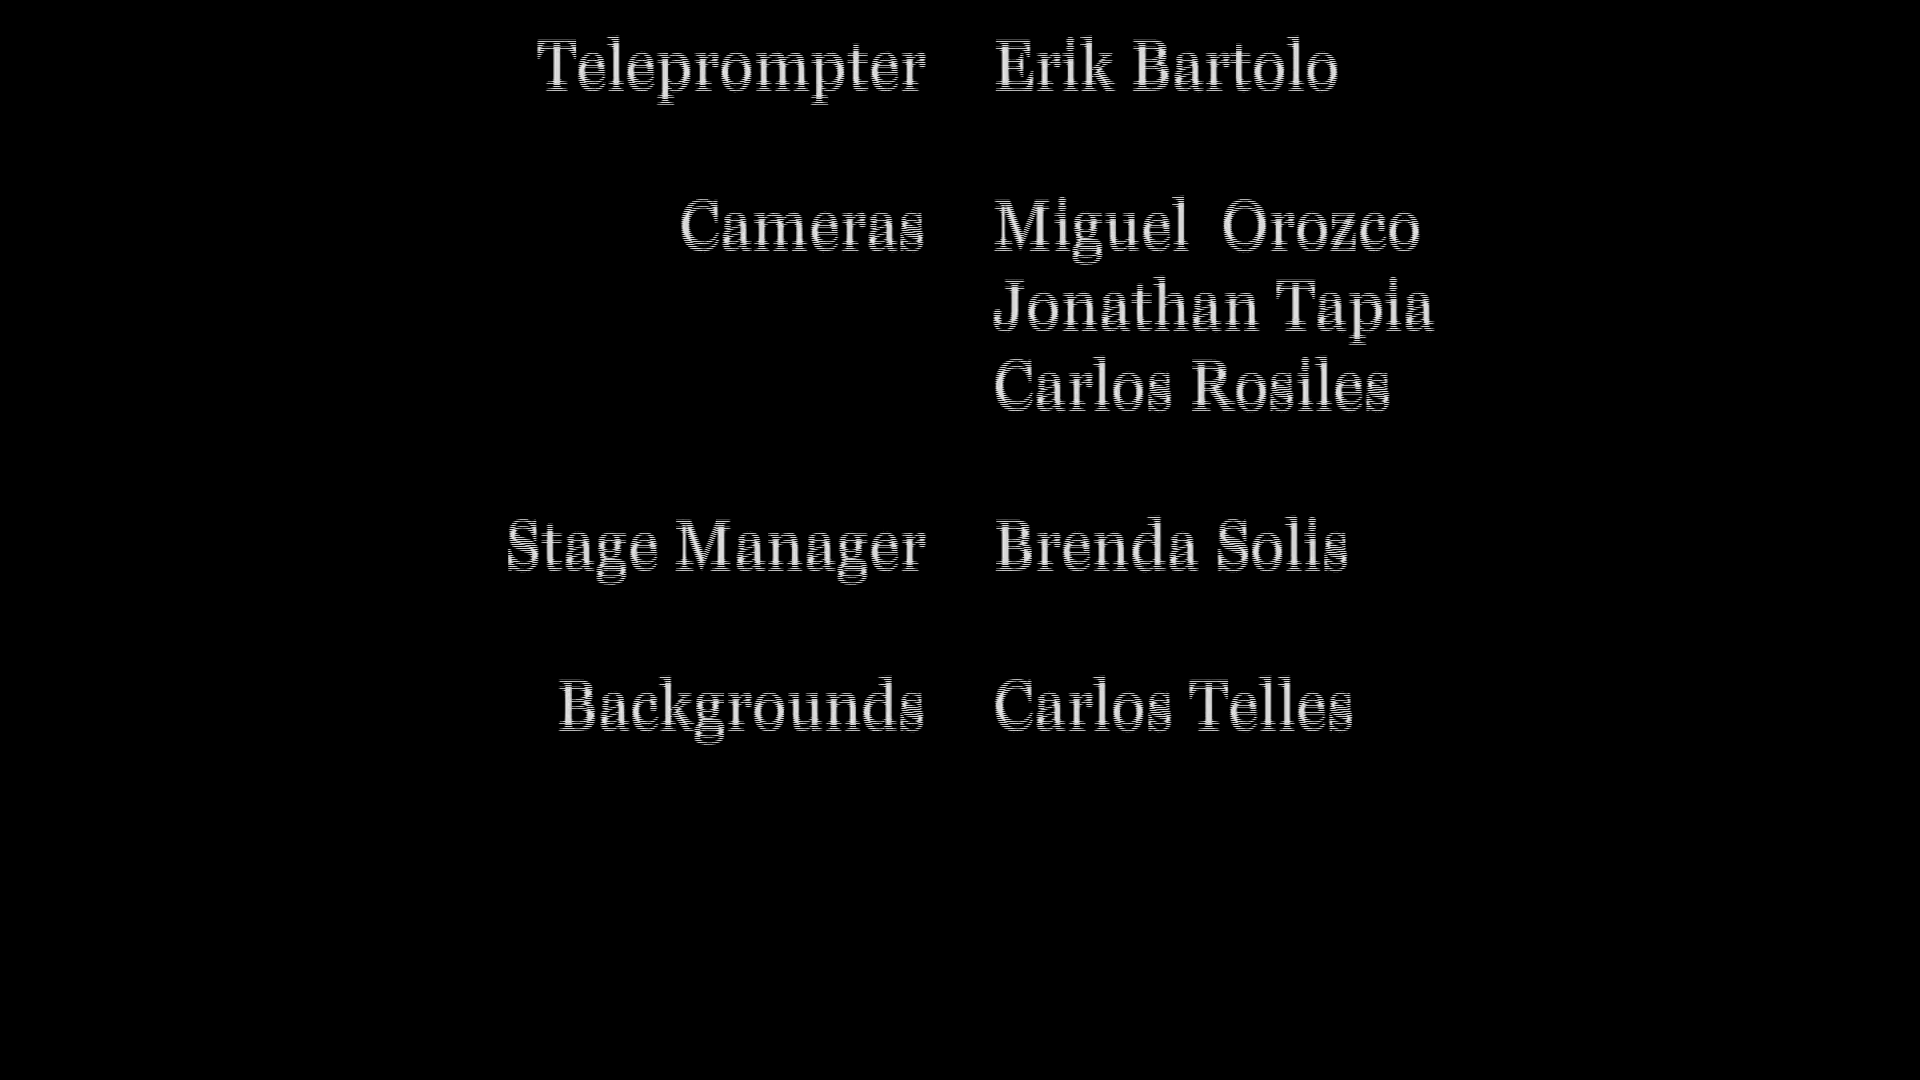 Teleprompter Erik Bartolo
Cameras Miguel Orozco
Jonathan Tapia
Carlos Rosiles
Stage Manager Brenda Solis
Backgrounds Carlos Telles